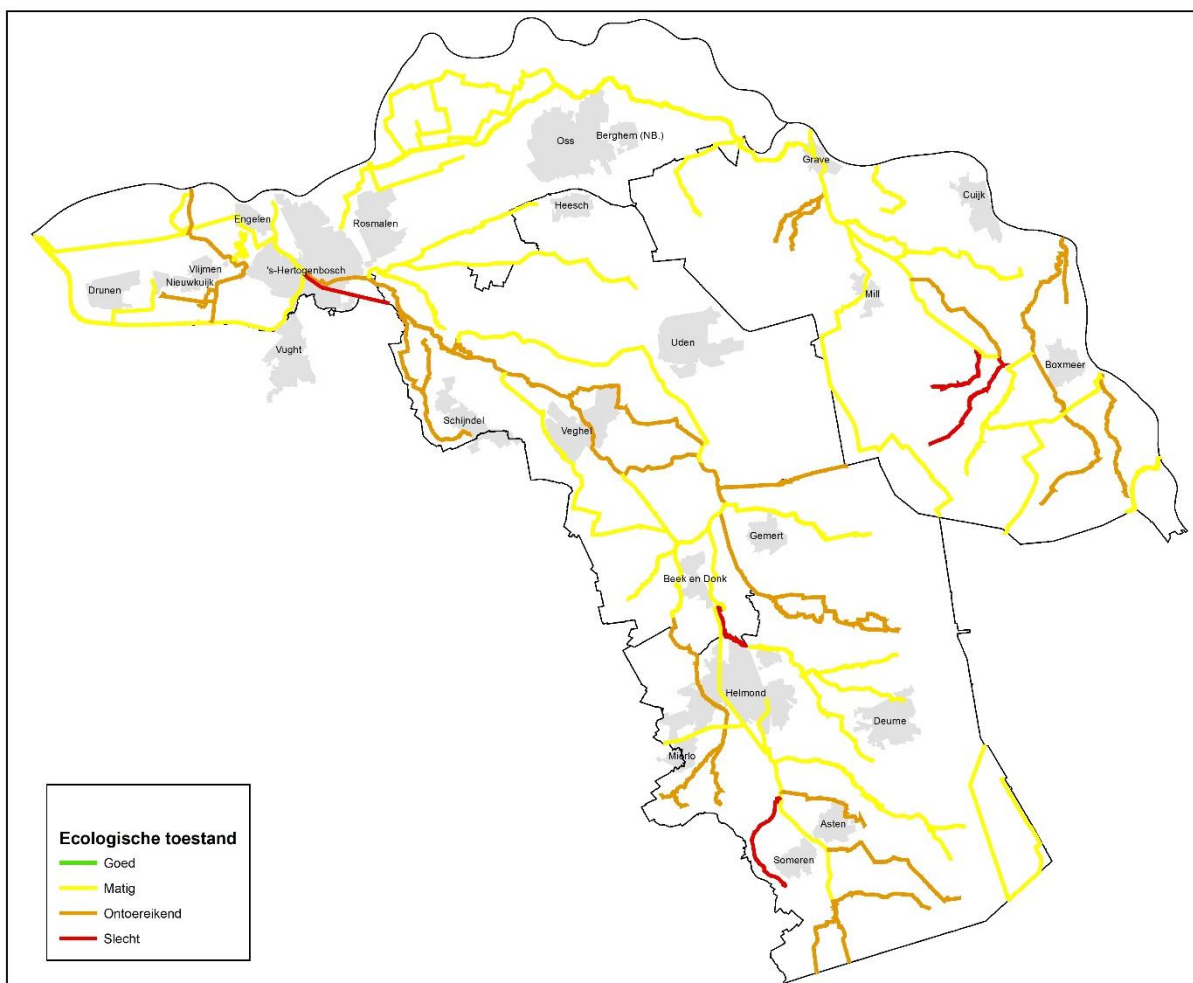 Oss
Berghem (NB.)
Grave
Cuijk
Heesch
Engelen
Rosmalen
Vlijmen
's-Hertogenbosch
Nieuwkuijk
Drunen
Mill
Uden
Vught
Boxmeer
Schijndel
Veghel
Gemert
Beek en Donk
Helmond
Deurne
Mierlo
Asten
Someren
Ecologische toestand
Goed
Matig
Ontoereikend
Slecht